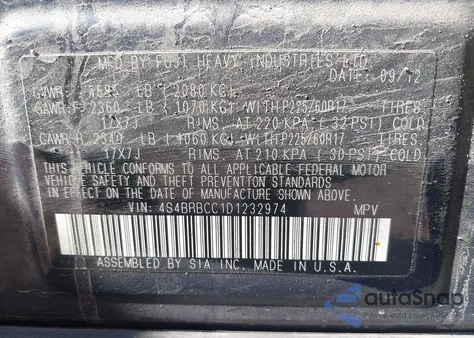 MFD BY FUJI HEAVY INDUSTRIES LTD.
DATE: 09/12
GVWR: 4585 LB ( 2080 KG)
GAWR F 2360 LB ( 1070 KG) WITH P225/60R17 TIRES
17X7J RIMS, AT 220 KPA ( 32 PSI) COLD
GAWR R 2340 LB ( 1060 KG) WITH P225/60R17 TIRES
17X7J RIMS, AT 210 KPA ( 30 PSI) COLD
THIS VEHICLE CONFORMS TO ALL APPLICABLE FEDERAL MOTOR
VEHICLE SAFETY AND THEFT PREVENTION STANDARDS IN
EFFECT ON THE DATE OF MANUFACTURE SHOWN ABOVE.
VIN: 4S4BRBCC1D1232974 MPV
ASSEMBLED BY SIA INC. MADE IN U.S.A.
autoSnap